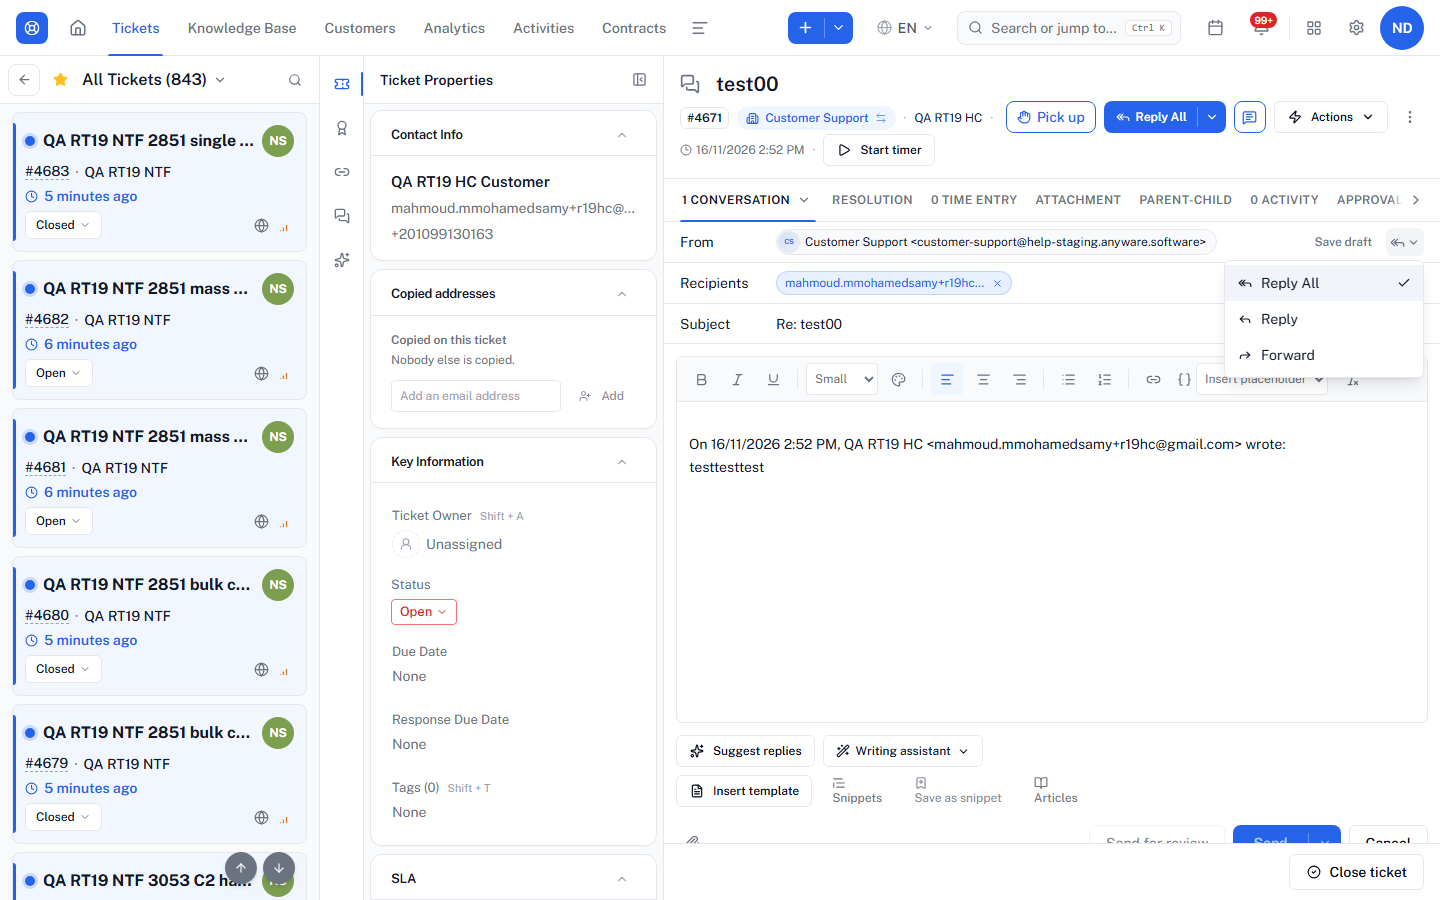 Tickets
Knowledge Base
Customers
Analytics
Activities
Contracts
EN
Search or jump to...
Ctrl K
99+
ND
All Tickets (843)
QA RT19 NTF 2851 single ...
NS
#4683 · QA RT19 NTF
5 minutes ago
Closed
QA RT19 NTF 2851 mass ...
NS
#4682 · QA RT19 NTF
6 minutes ago
Open
QA RT19 NTF 2851 mass ...
NS
#4681 · QA RT19 NTF
6 minutes ago
Open
QA RT19 NTF 2851 bulk c...
NS
#4680 · QA RT19 NTF
5 minutes ago
Closed
QA RT19 NTF 2851 bulk c...
NS
#4679 · QA RT19 NTF
5 minutes ago
Closed
QA RT19 NTF 3053 C2 ha...
Ticket Properties
Contact Info
QA RT19 HC Customer
mahmoud.mmohamedsamy+r19hc@...
+201099130163
Copied addresses
Copied on this ticket
Nobody else is copied.
Add an email address
Add
Key Information
Ticket Owner Shift + A
Unassigned
Status
Open
Due Date
None
Response Due Date
None
Tags (0) Shift + T
None
SLA
test00
#4671
Customer Support
· QA RT19 HC ·
Pick up
Reply All
Actions
16/11/2026 2:52 PM ·
Start timer
1 CONVERSATION
RESOLUTION
0 TIME ENTRY
ATTACHMENT
PARENT-CHILD
0 ACTIVITY
APPROVAL
From
CS
Customer Support <customer-support@help-staging.anyware.software>
Save draft
Recipients
mahmoud.mmohamedsamy+r19hc...
Subject
Re: test00
Reply All
Reply
Forward
B I U
Small
Insert placeholder
On 16/11/2026 2:52 PM, QA RT19 HC <mahmoud.mmohamedsamy+r19hc@gmail.com> wrote:
testtesttest
Suggest replies
Writing assistant
Insert template
Snippets
Save as snippet
Articles
Send for review
Send
Cancel
Close ticket